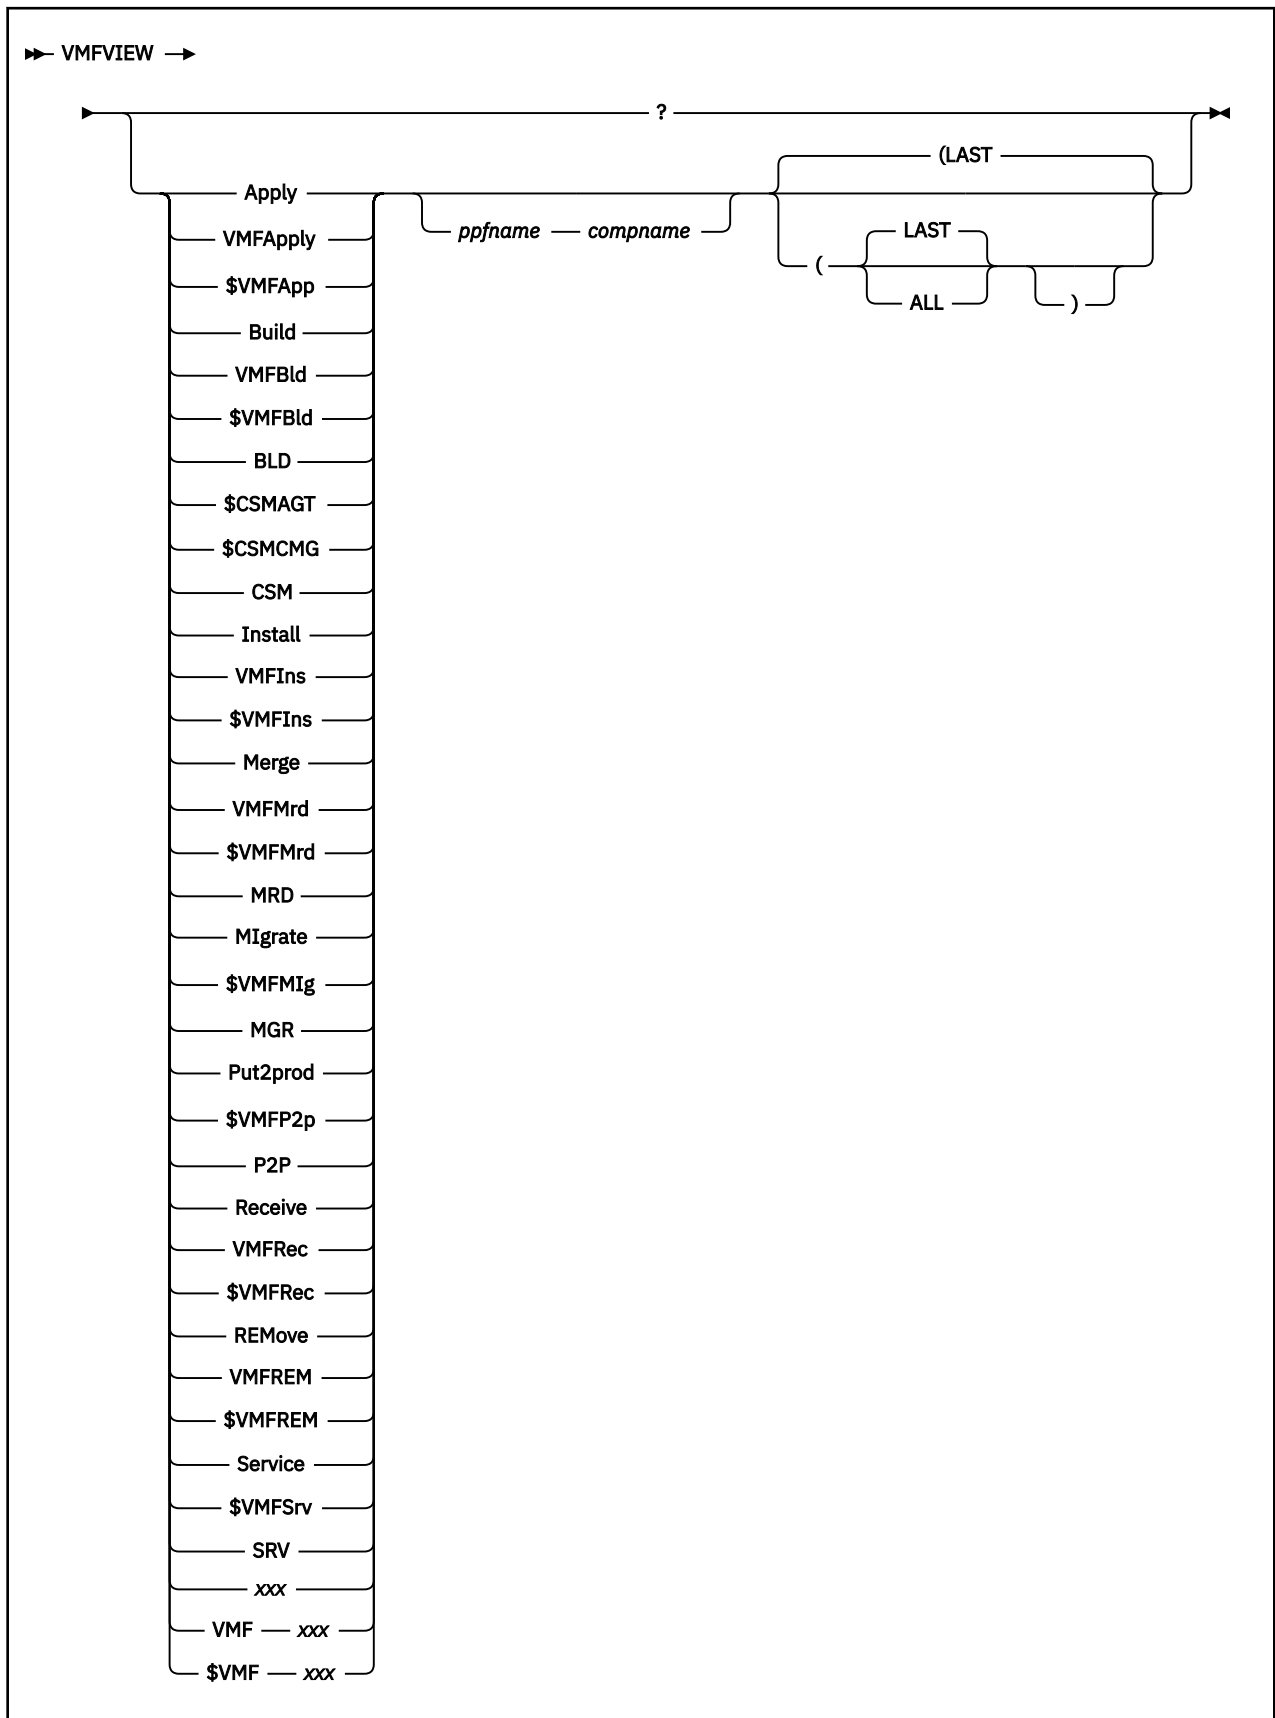 VMFVIEW
?
(LAST
Apply
ppfname compname
VMFApply
LAST
(
$VMFApp
ALL
)
Build
VMFBld
$VMFBld
BLD
$CSMAGT
$CSMCMG
CSM
Install
VMFIns
$VMFIns
Merge
VMFMrd
$VMFMrd
MRD
MIgrate
$VMFMIg
MGR
Put2prod
$VMFP2p
P2P
Receive
VMFRec
$VMFRec
REMove
VMFREM
$VMFREM
Service
$VMFSrv
SRV
xxx
VMF xxx
$VMF xxx